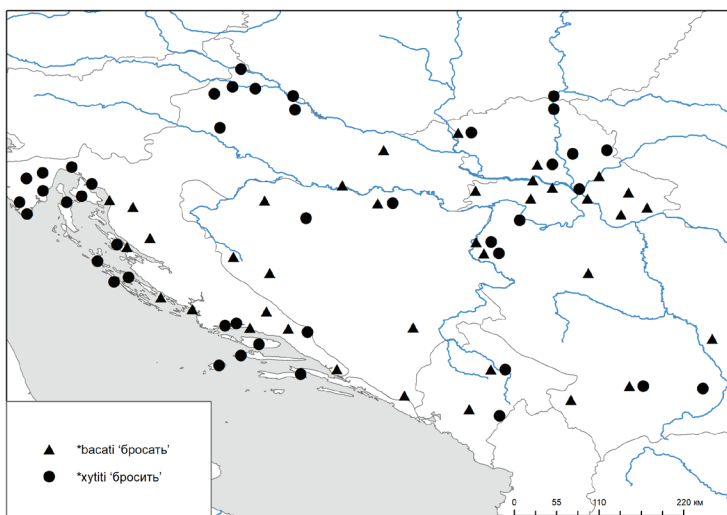 *bacati ‘бросать’
*xytiti ‘бросить’
0 55 110 220 км